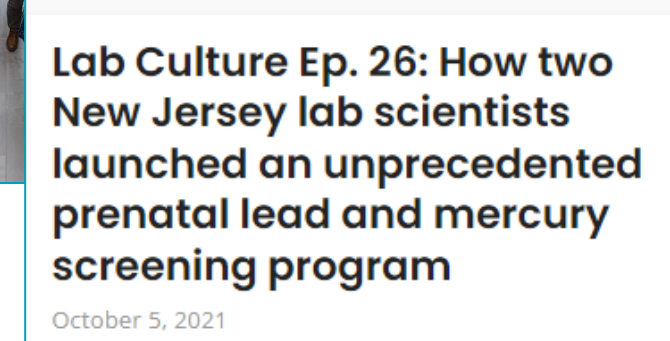 Lab Culture Ep. 26: How two
New Jersey lab scientists
launched an unprecedented
prenatal lead and mercury
screening program
October 5, 2021